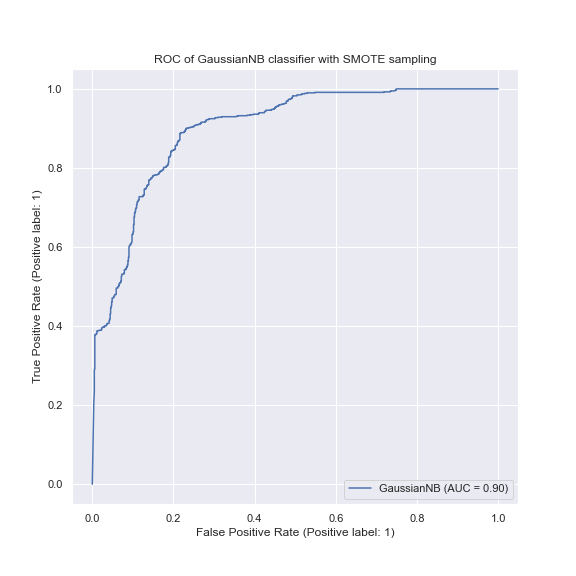 ROC of GaussianNB classifier with SMOTE sampling
True Positive Rate (Positive label: 1)
1.0
0.8
0.6
0.4
0.2
0.0
GaussianNB (AUC = 0.90)
0.0 0.2 0.4 0.6 0.8 1.0
False Positive Rate (Positive label: 1)